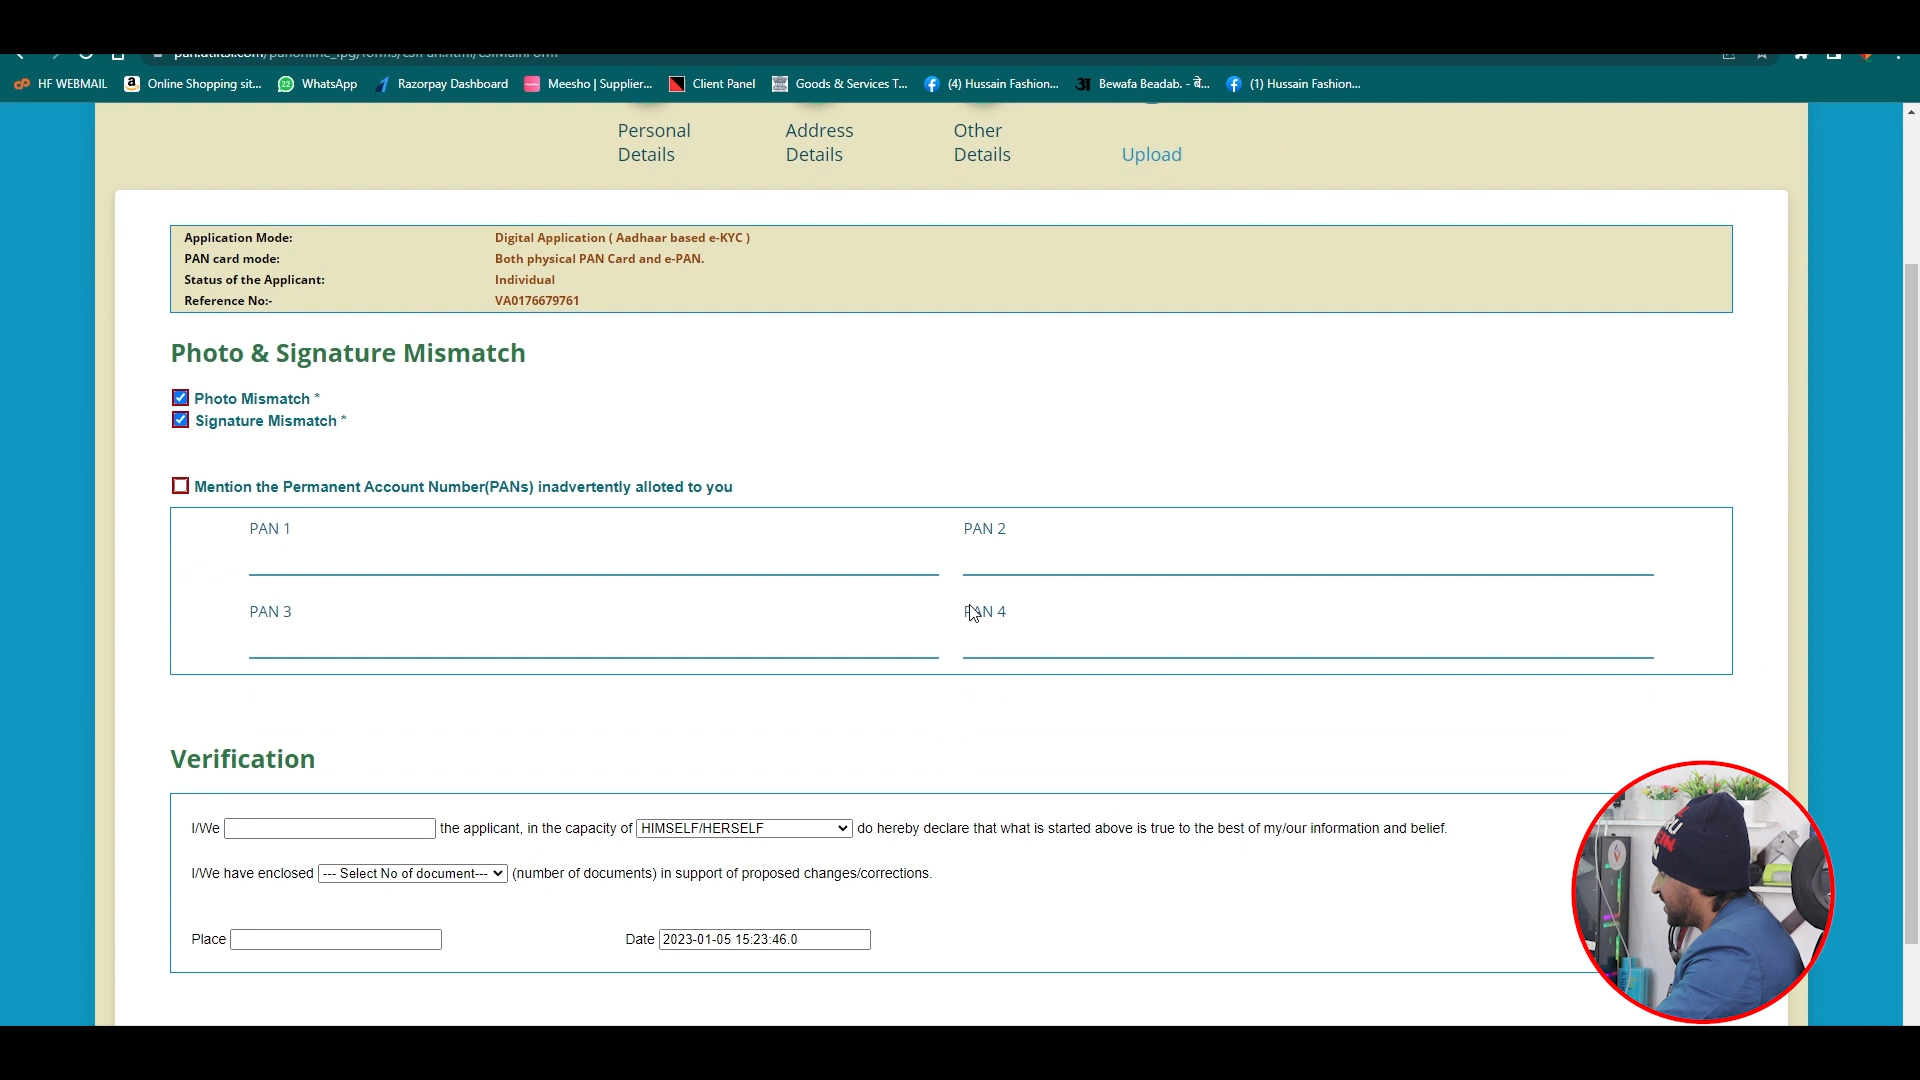 HF WEBMAIL Online Shopping sit... WhatsApp Razorpay Dashboard Meesho | Supplier... Client Panel Goods & Services T... (4) Hussain Fashion... Bewafa Beadab. - बे... (1) Hussain Fashion...
Personal Details
Address Details
Other Details
Upload
Application Mode: Digital Application ( Aadhaar based e-KYC )
PAN card mode: Both physical PAN Card and e-PAN.
Status of the Applicant: Individual
Reference No:- VA0176679761
Photo & Signature Mismatch
Photo Mismatch *
Signature Mismatch *
Mention the Permanent Account Number(PANs) inadvertently alloted to you
PAN 1 PAN 2
PAN 3 PAN 4
Verification
I/We the applicant, in the capacity of HIMSELF/HERSELF do hereby declare that what is started above is true to the best of my/our information and belief.
I/We have enclosed --- Select No of document--- (number of documents) in support of proposed changes/corrections.
Place Date 2023-01-05 15:23:46.0